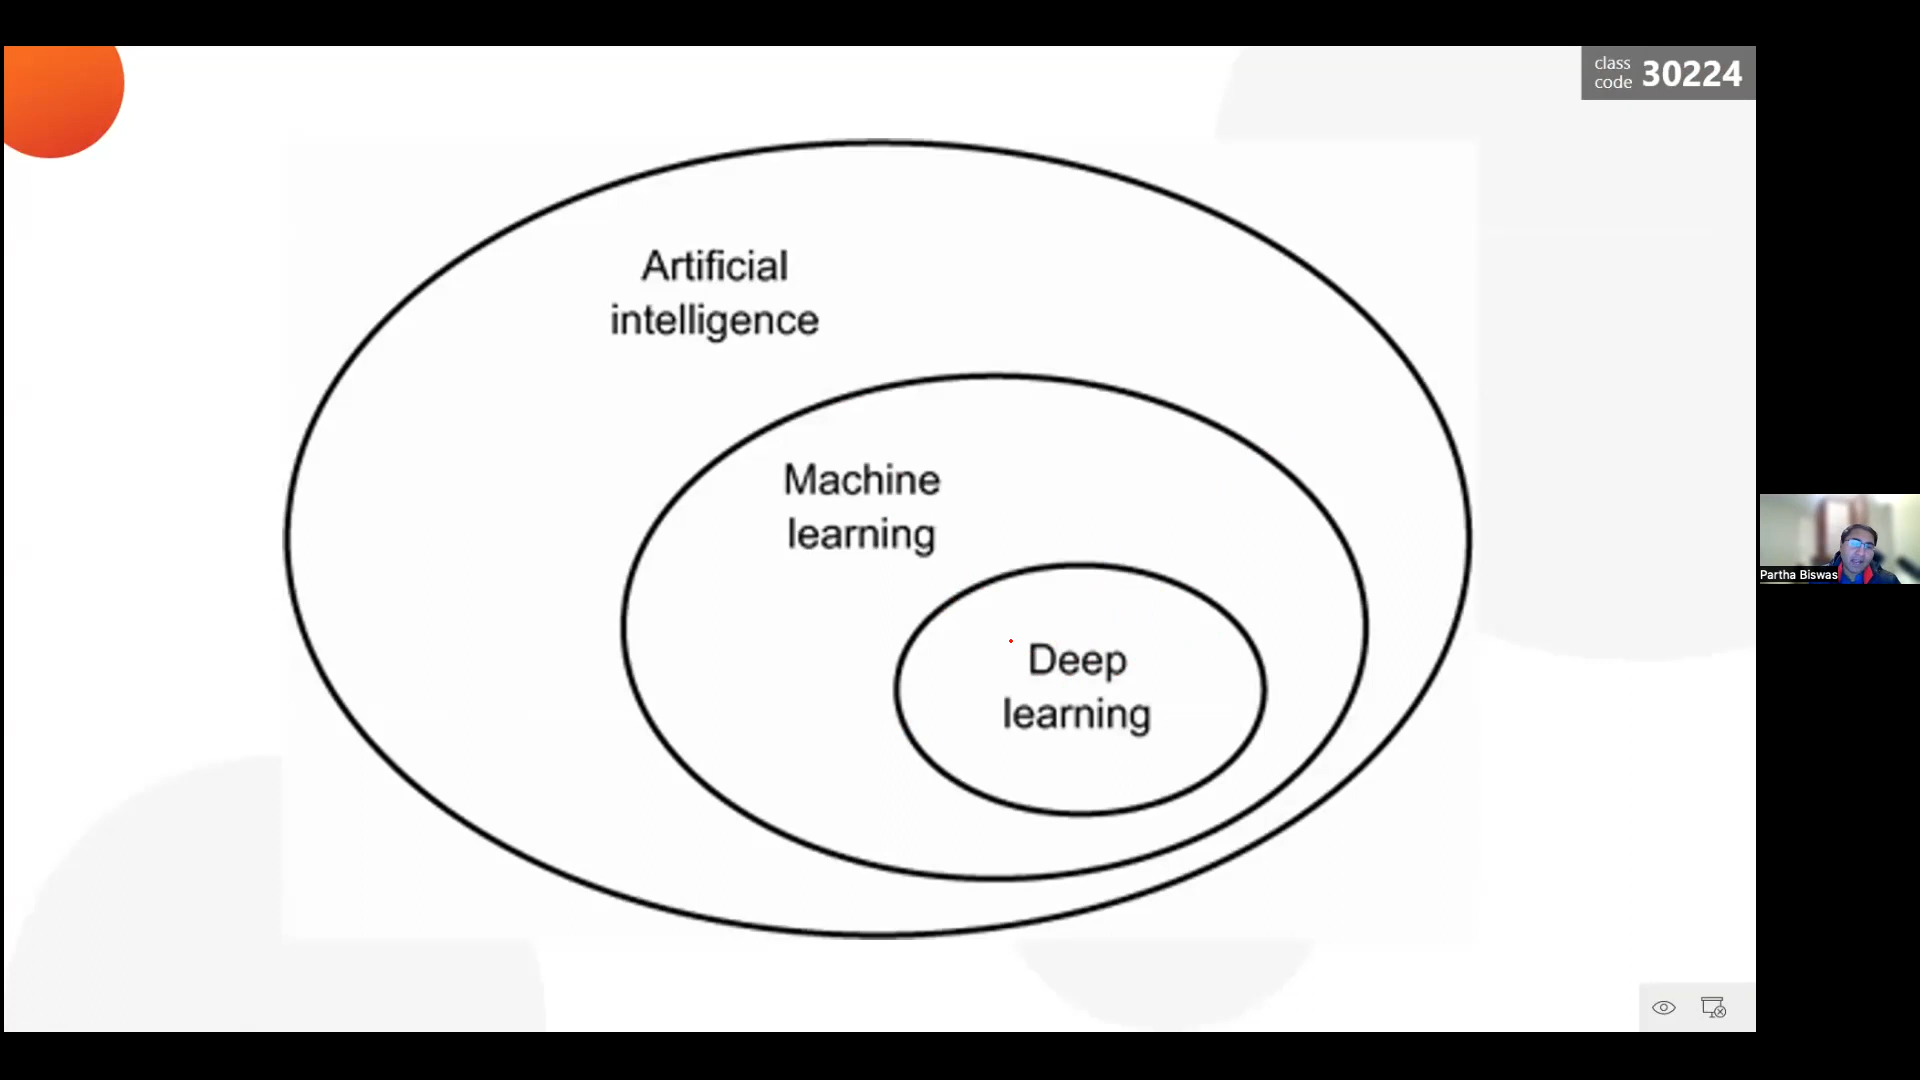 class
code 30224
Artificial
intelligence
Machine
learning
Deep
learning
Partha Biswas